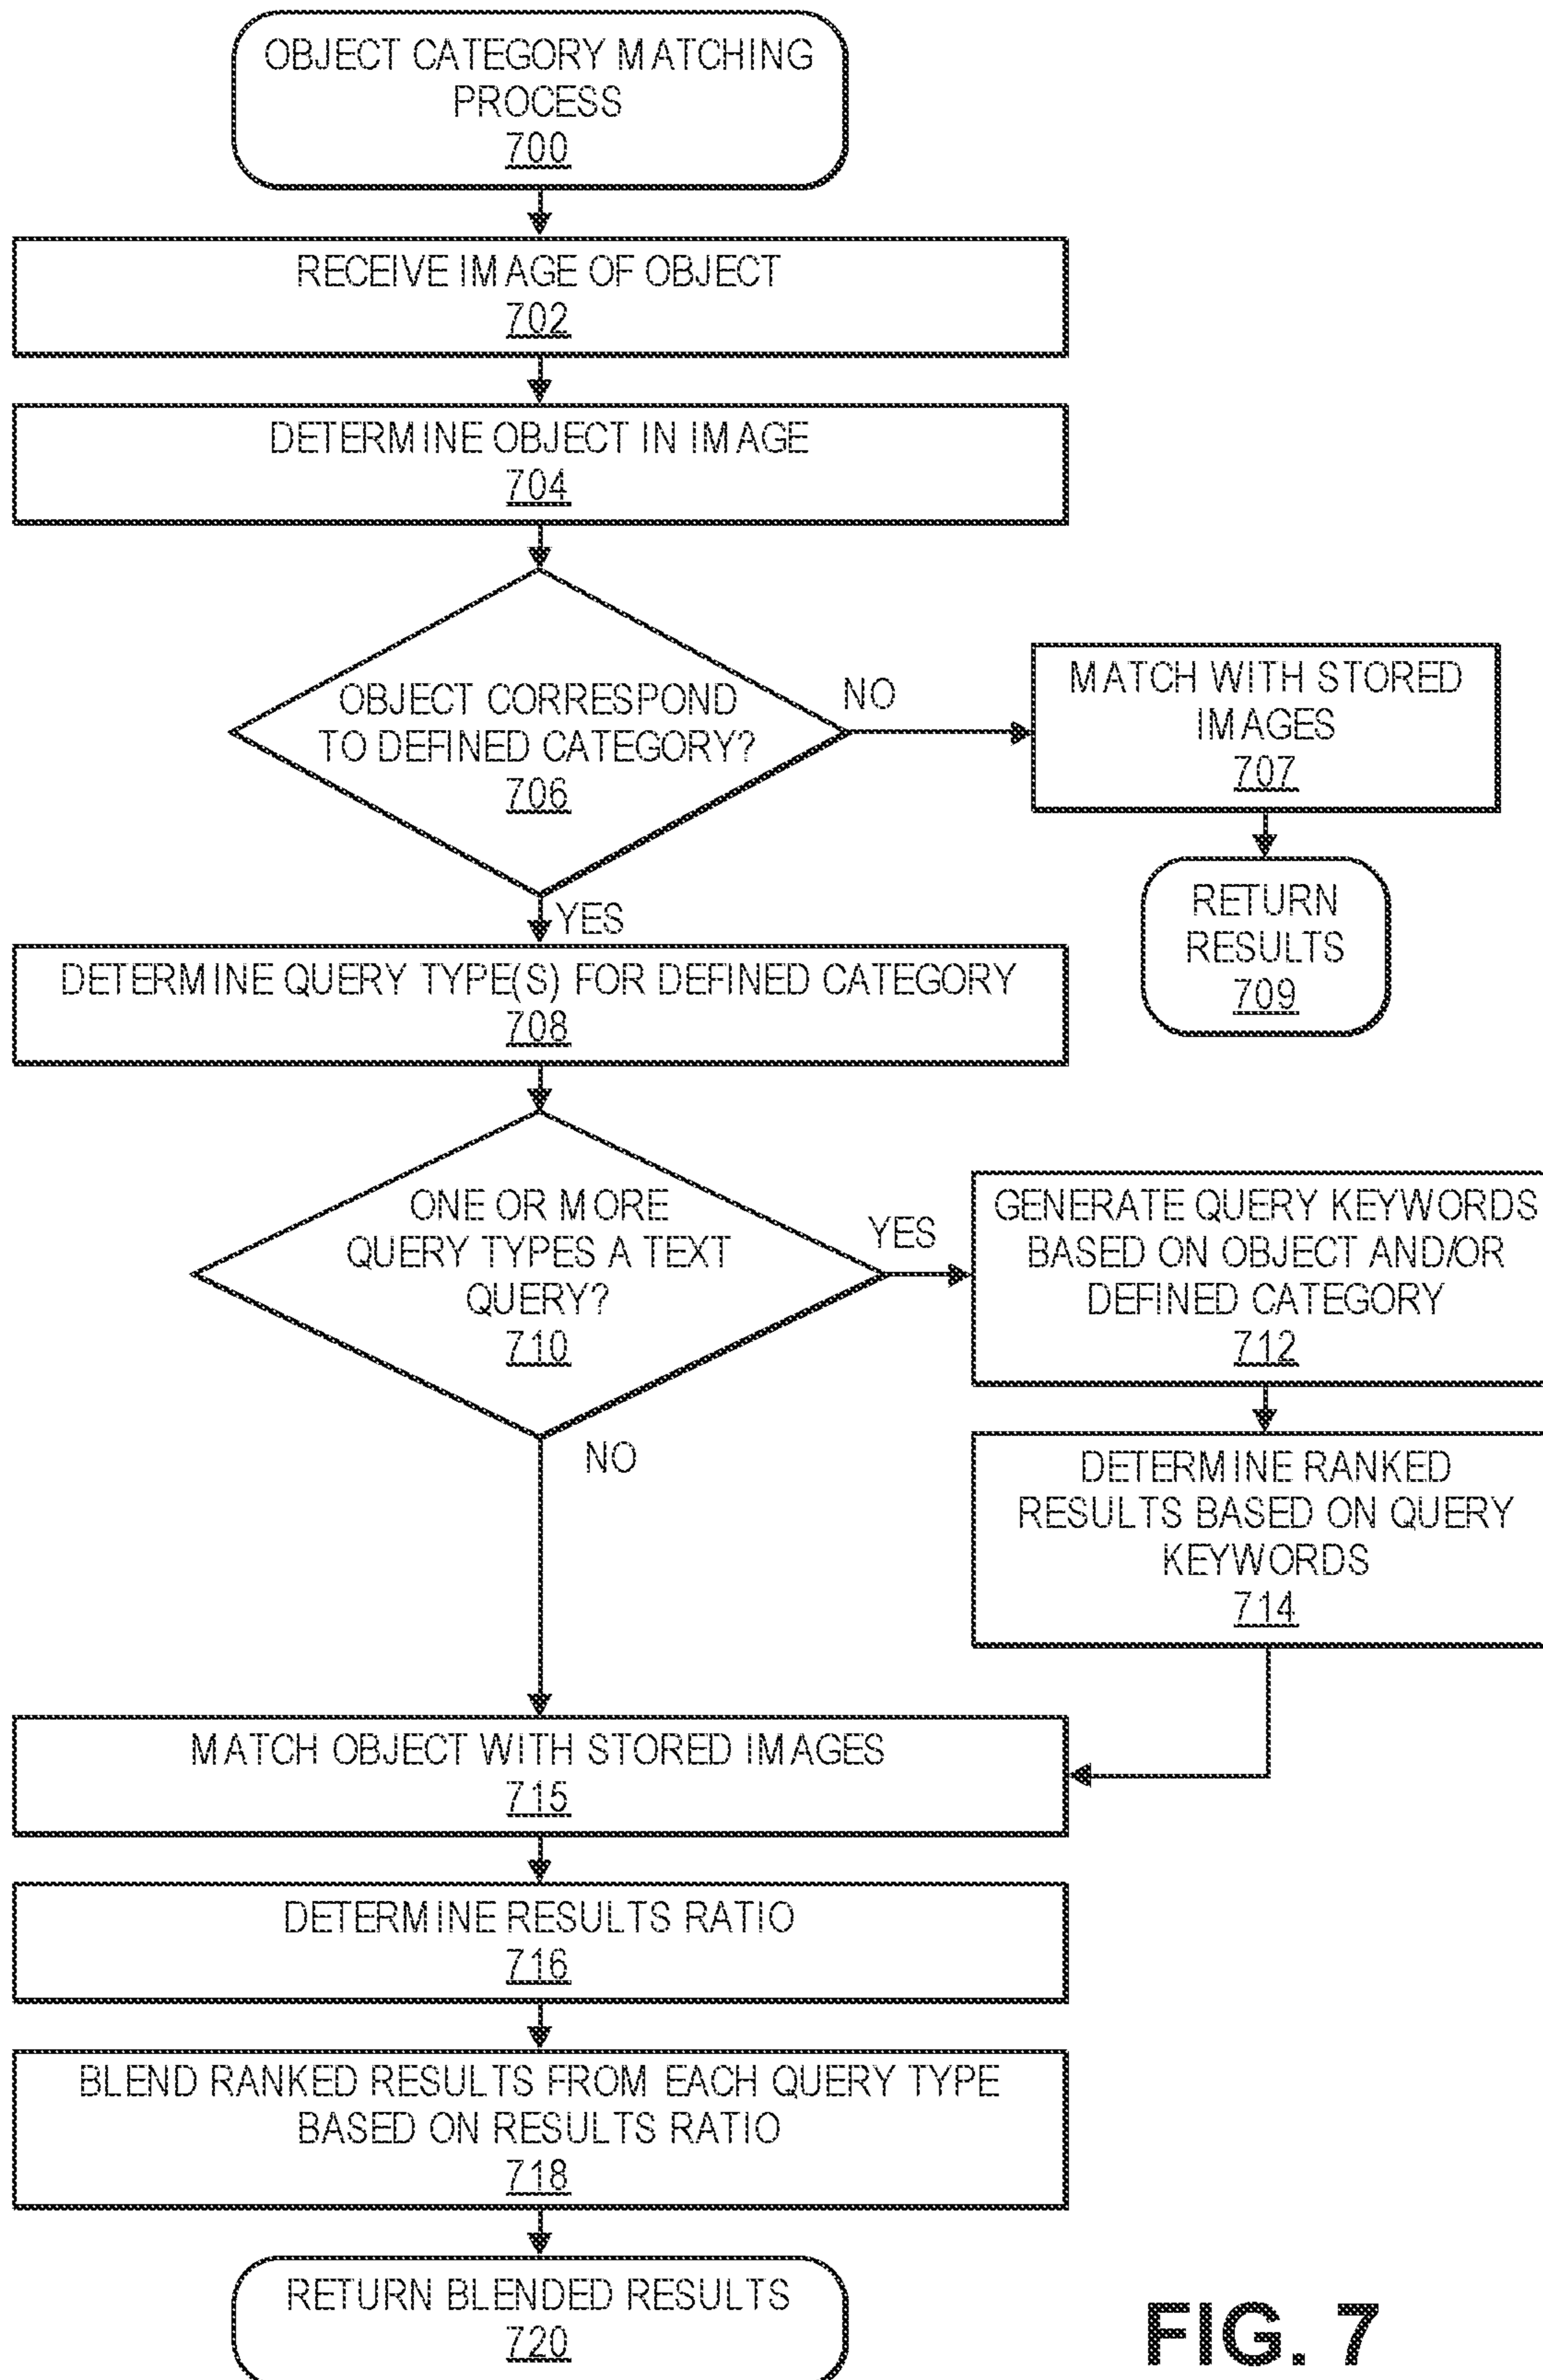 OBJECT CATEGORY MATCHING
PROCESS
700
RECEIVE IMAGE OF OBJECT
702
DETERMINE OBJECT IN IMAGE
704
OBJECT CORRESPOND
TO DEFINED CATEGORY?
706
NO
MATCH WITH STORED
IMAGES
707
RETURN
RESULTS
709
YES
DETERMINE QUERY TYPE(S) FOR DEFINED CATEGORY
708
ONE OR MORE
QUERY TYPES A TEXT
QUERY?
710
YES
GENERATE QUERY KEYWORDS
BASED ON OBJECT AND/OR
DEFINED CATEGORY
712
NO
DETERMINE RANKED
RESULTS BASED ON QUERY
KEYWORDS
714
MATCH OBJECT WITH STORED IMAGES
715
DETERMINE RESULTS RATIO
716
BLEND RANKED RESULTS FROM EACH QUERY TYPE
BASED ON RESULTS RATIO
718
RETURN BLENDED RESULTS
720
FIG. 7